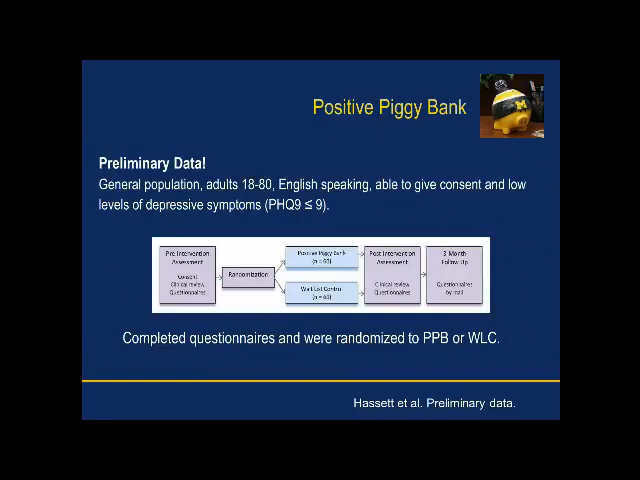 Positive Piggy Bank
M
Preliminary Data!
General population, adults 18-80, English speaking, able to give consent and low
levels of depressive symptoms (PHQ9 ≤ 9).
Pre Intervention
Assessment
Consent
Clinical review
Questionnaires
Randomization
Positive Piggy Bank
(n = 60)
Wait List Control
(n = 60)
Post Intervention
Assessment
Clinical review
Questionnaires
3 Month
Follow Up
Questionnaires
by mail
Completed questionnaires and were randomized to PPB or WLC.
Hassett et al. Preliminary data.